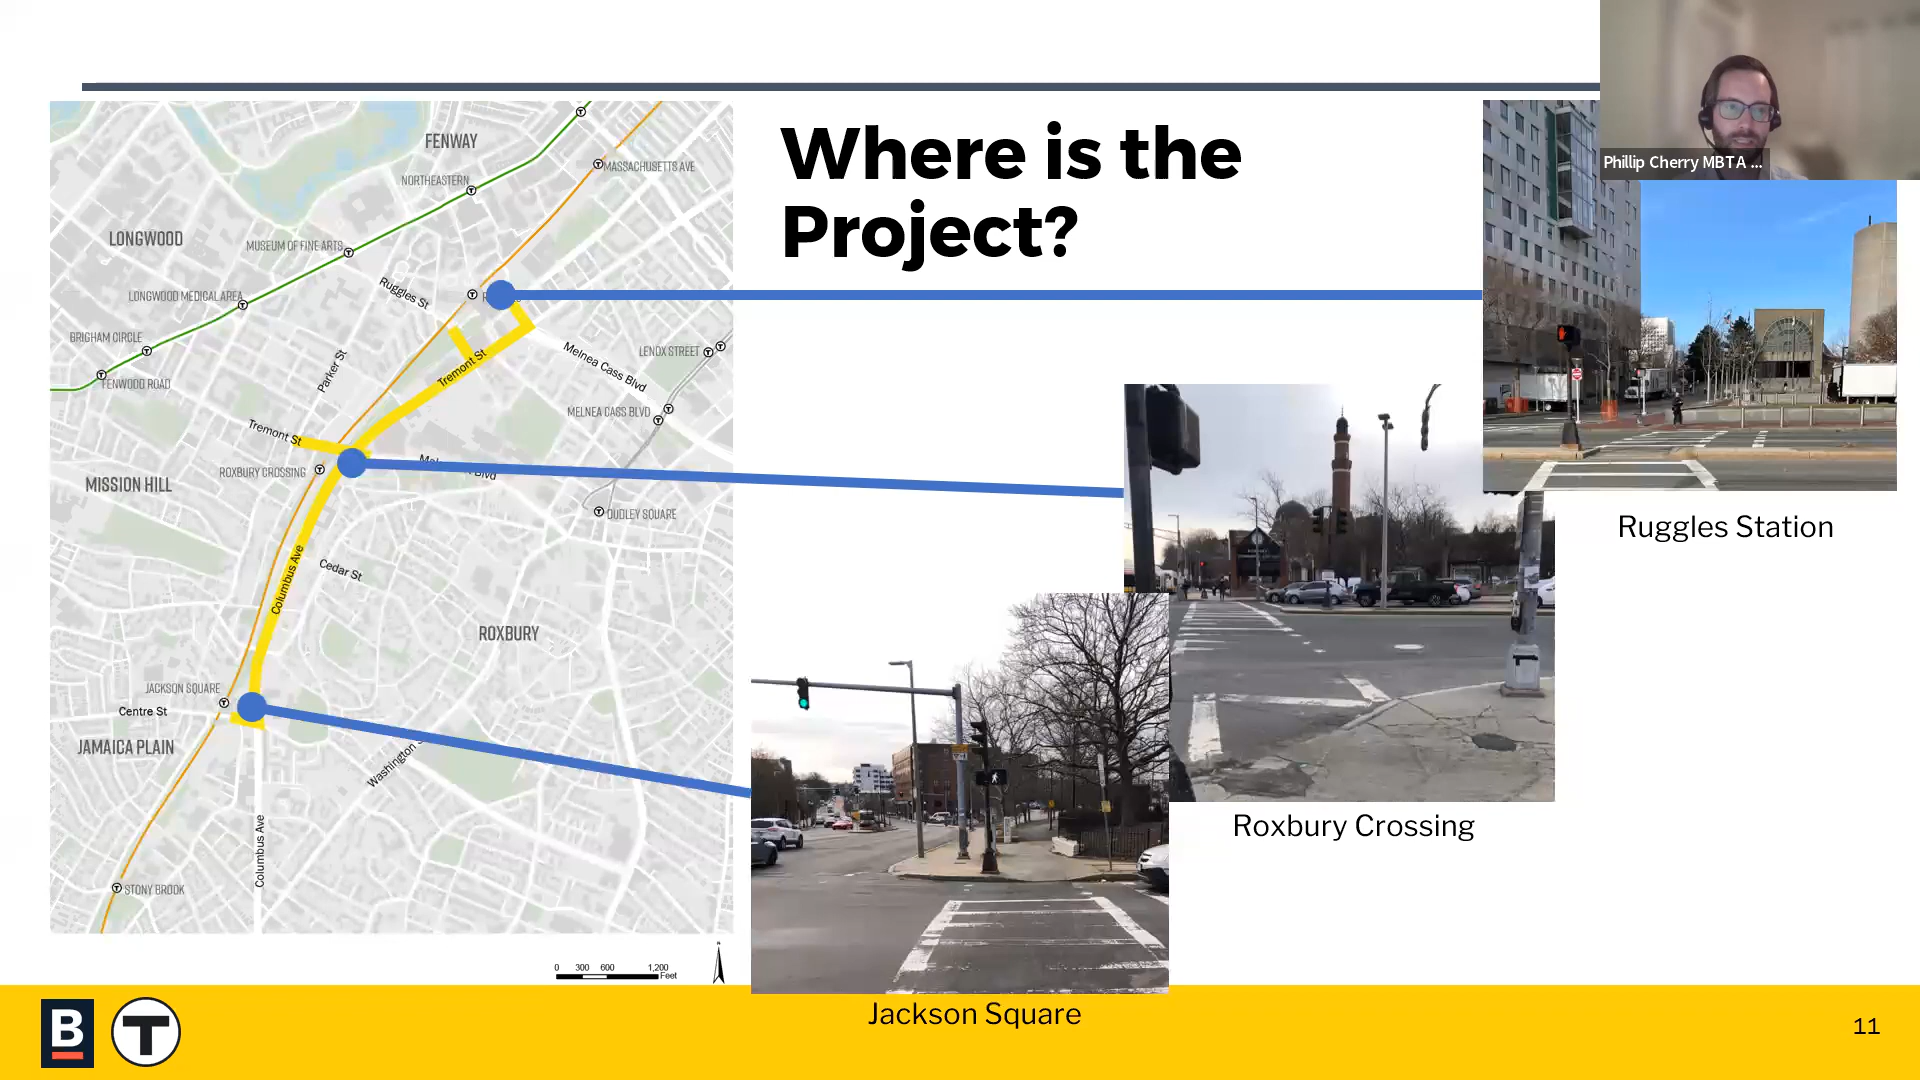 Where is the
Project?
Phillip Cherry MBTA ...
FENWAY
MASSACHUSETTS AVE
NORTHEASTERN
LONGWOOD
MUSEUM OF FINE ARTS
LONGWOOD MEDICAL AREA
Ruggles St
BRIGHAM CIRCLE
FENWOOD ROAD
Parker St
Tremont St
Melnea Cass Blvd
LENOX STREET
MELNEA CASS BLVD
Tremont St
ROXBURY CROSSING
MISSION HILL
DUDLEY SQUARE
Cedar St
Columbus Ave
ROXBURY
JACKSON SQUARE
Centre St
JAMAICA PLAIN
Washington
Columbus Ave
STONY BROOK
0 300 600 1,200
Feet
Ruggles Station
Roxbury Crossing
Jackson Square
B
T
11